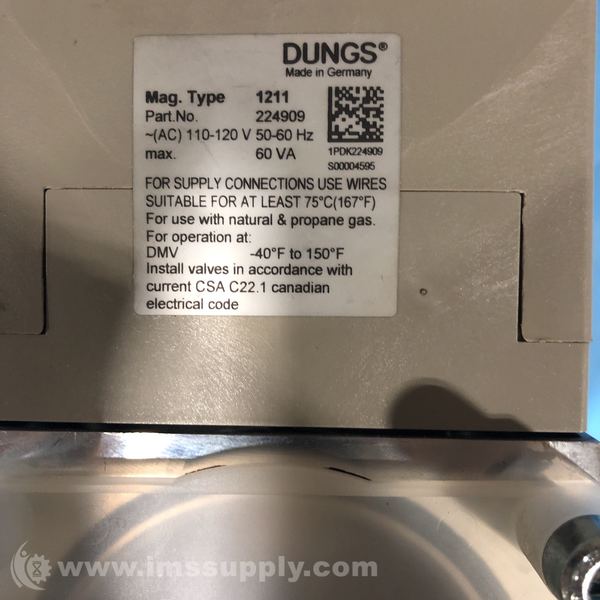 DUNGS®
Made in Germany
Mag. Type 1211
Part.No. 224909
~(AC) 110-120 V 50-60 Hz
max. 60 VA
1PDK224909
S00004595
FOR SUPPLY CONNECTIONS USE WIRES
SUITABLE FOR AT LEAST 75°C(167°F)
For use with natural & propane gas.
For operation at:
DMV -40°F to 150°F
Install valves in accordance with
current CSA C22.1 canadian
electrical code
www.imssupply.com